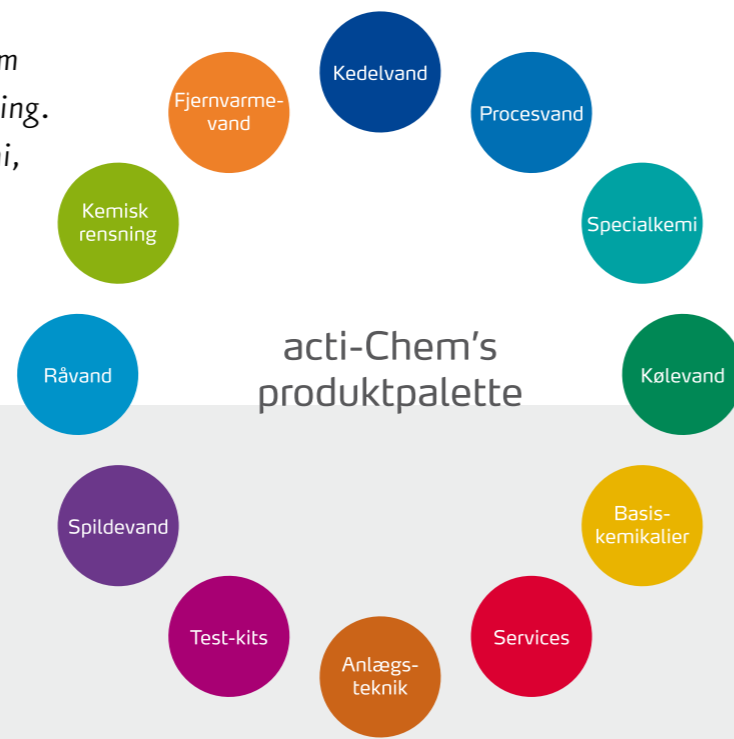 m
ing.
i,
Kedelvand
Fjernvarme-
vand
Procesvand
Kemisk
rensning
Specialkemi
acti-Chem's
produktpalette
Råvand
Kølevand
Spildevand
Basis-
kemikalier
Test-kits
Services
Anlægs-
teknik